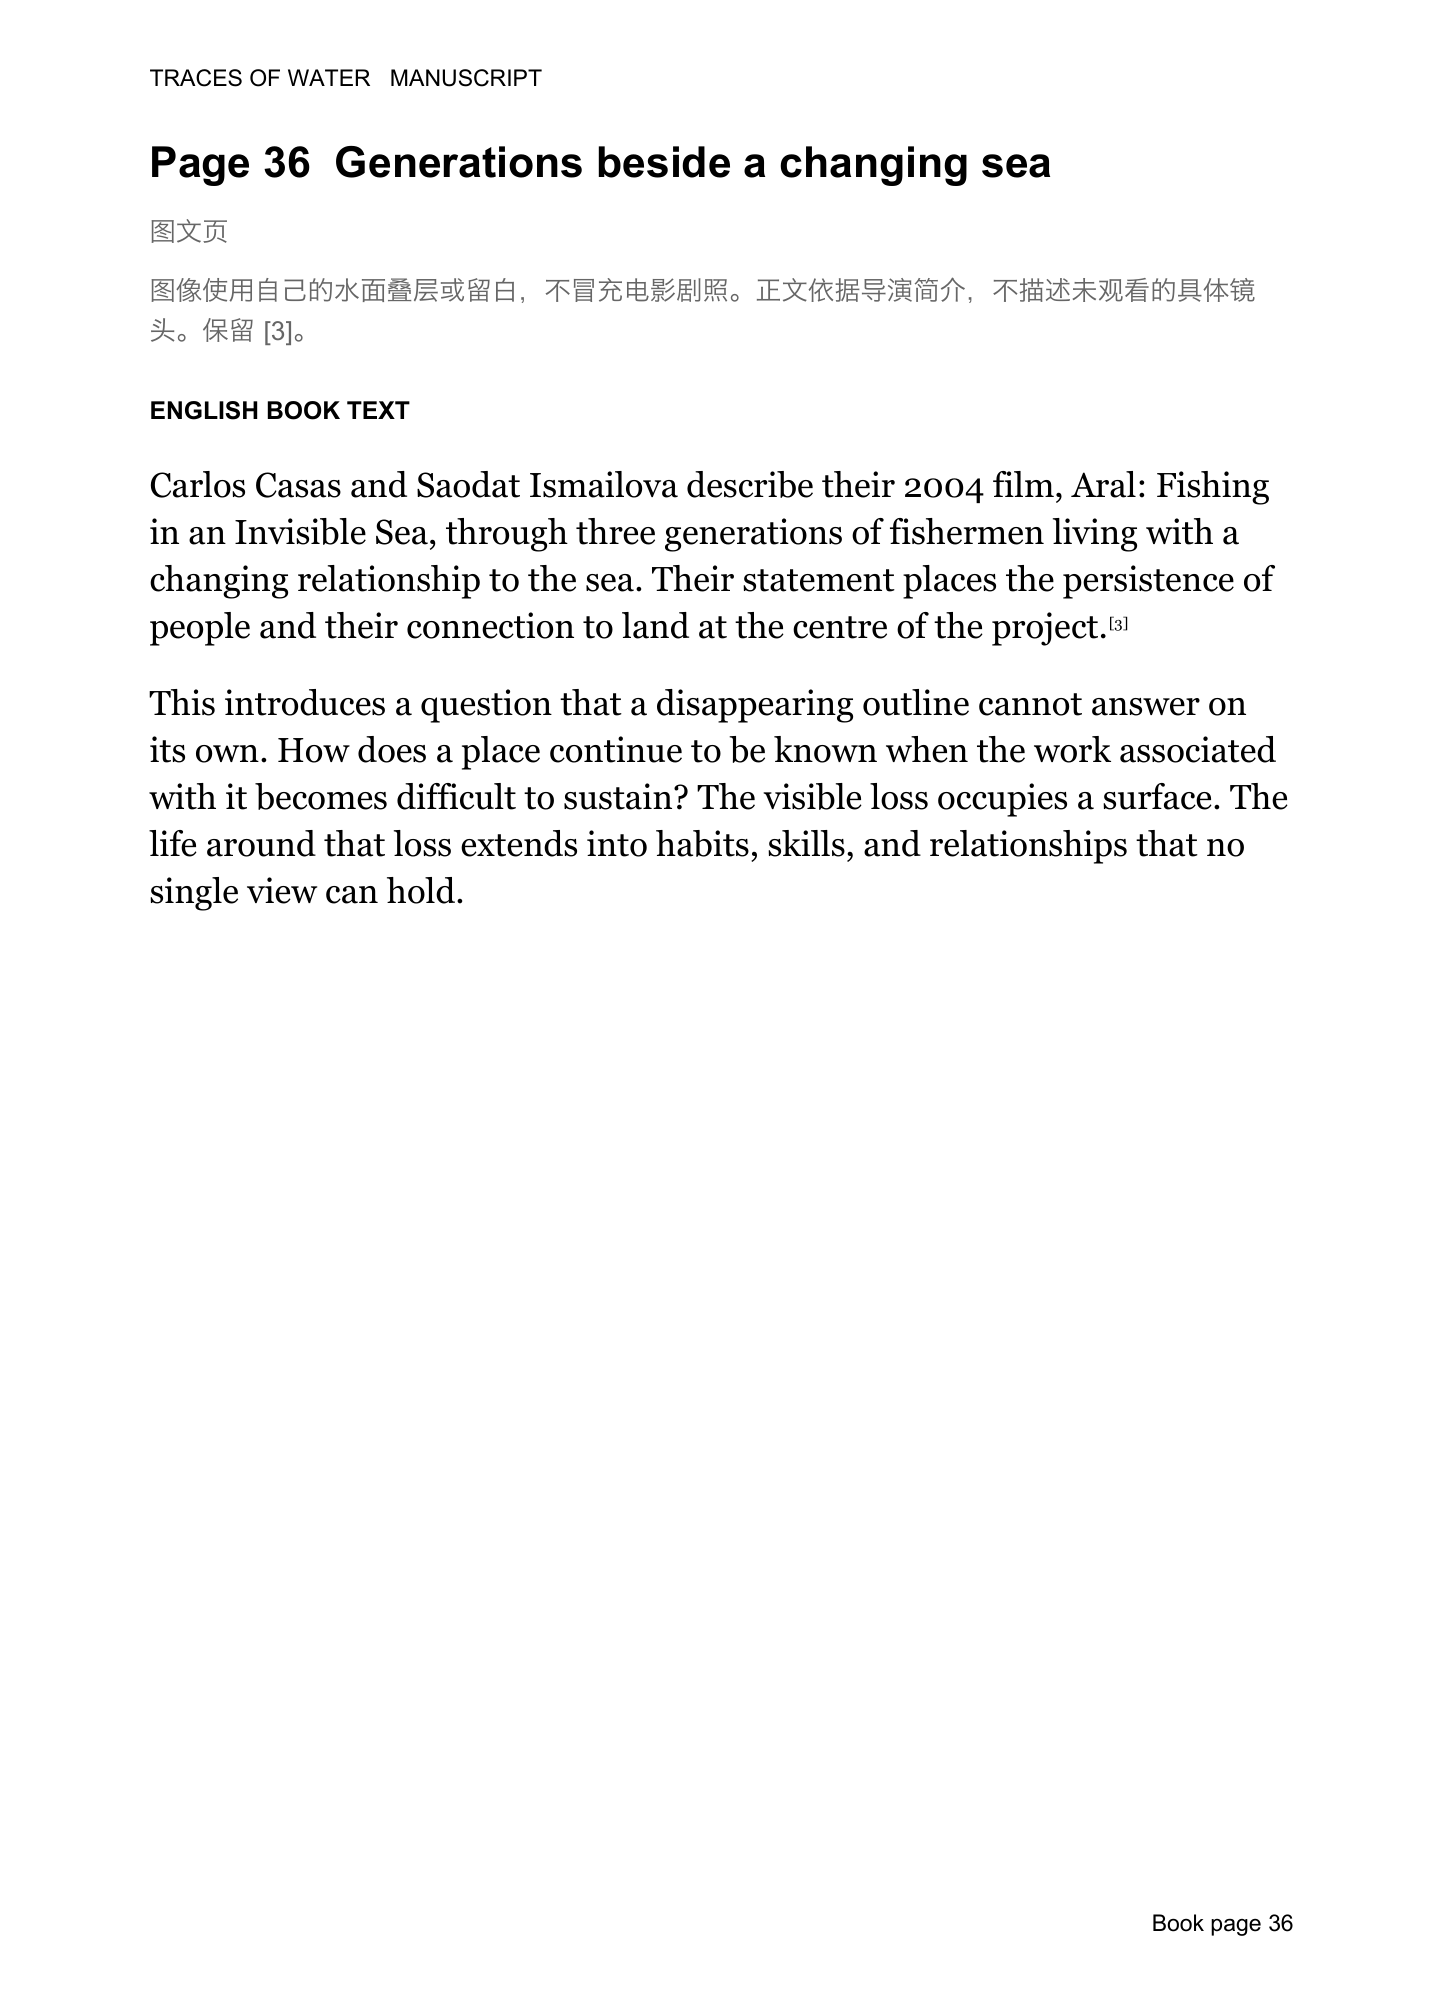 TRACES OF WATER   MANUSCRIPT
Page 36  Generations beside a changing sea
图文页
图像使用自己的水面叠层或留白，不冒充电影剧照。正文依据导演简介，不描述未观看的具体镜
头。保留 [3]。
ENGLISH BOOK TEXT
Carlos Casas and Saodat Ismailova describe their 2004 film, Aral: Fishing
in an Invisible Sea, through three generations of fishermen living with a
changing relationship to the sea. Their statement places the persistence of
people and their connection to land at the centre of the project.[3]
This introduces a question that a disappearing outline cannot answer on
its own. How does a place continue to be known when the work associated
with it becomes difficult to sustain? The visible loss occupies a surface. The
life around that loss extends into habits, skills, and relationships that no
single view can hold.
Book page 36